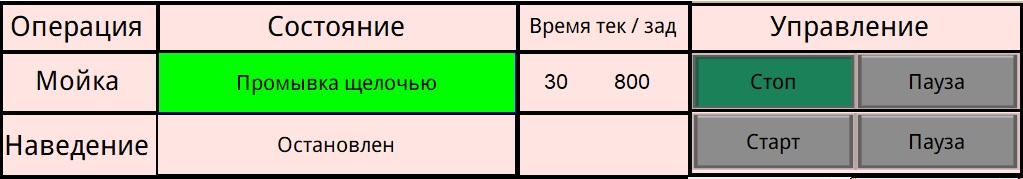 Операция Состояние Время тек / зад Управление
Мойка Промывка щелочью 30 800 Стоп Пауза
Наведение Остановлен Старт Пауза